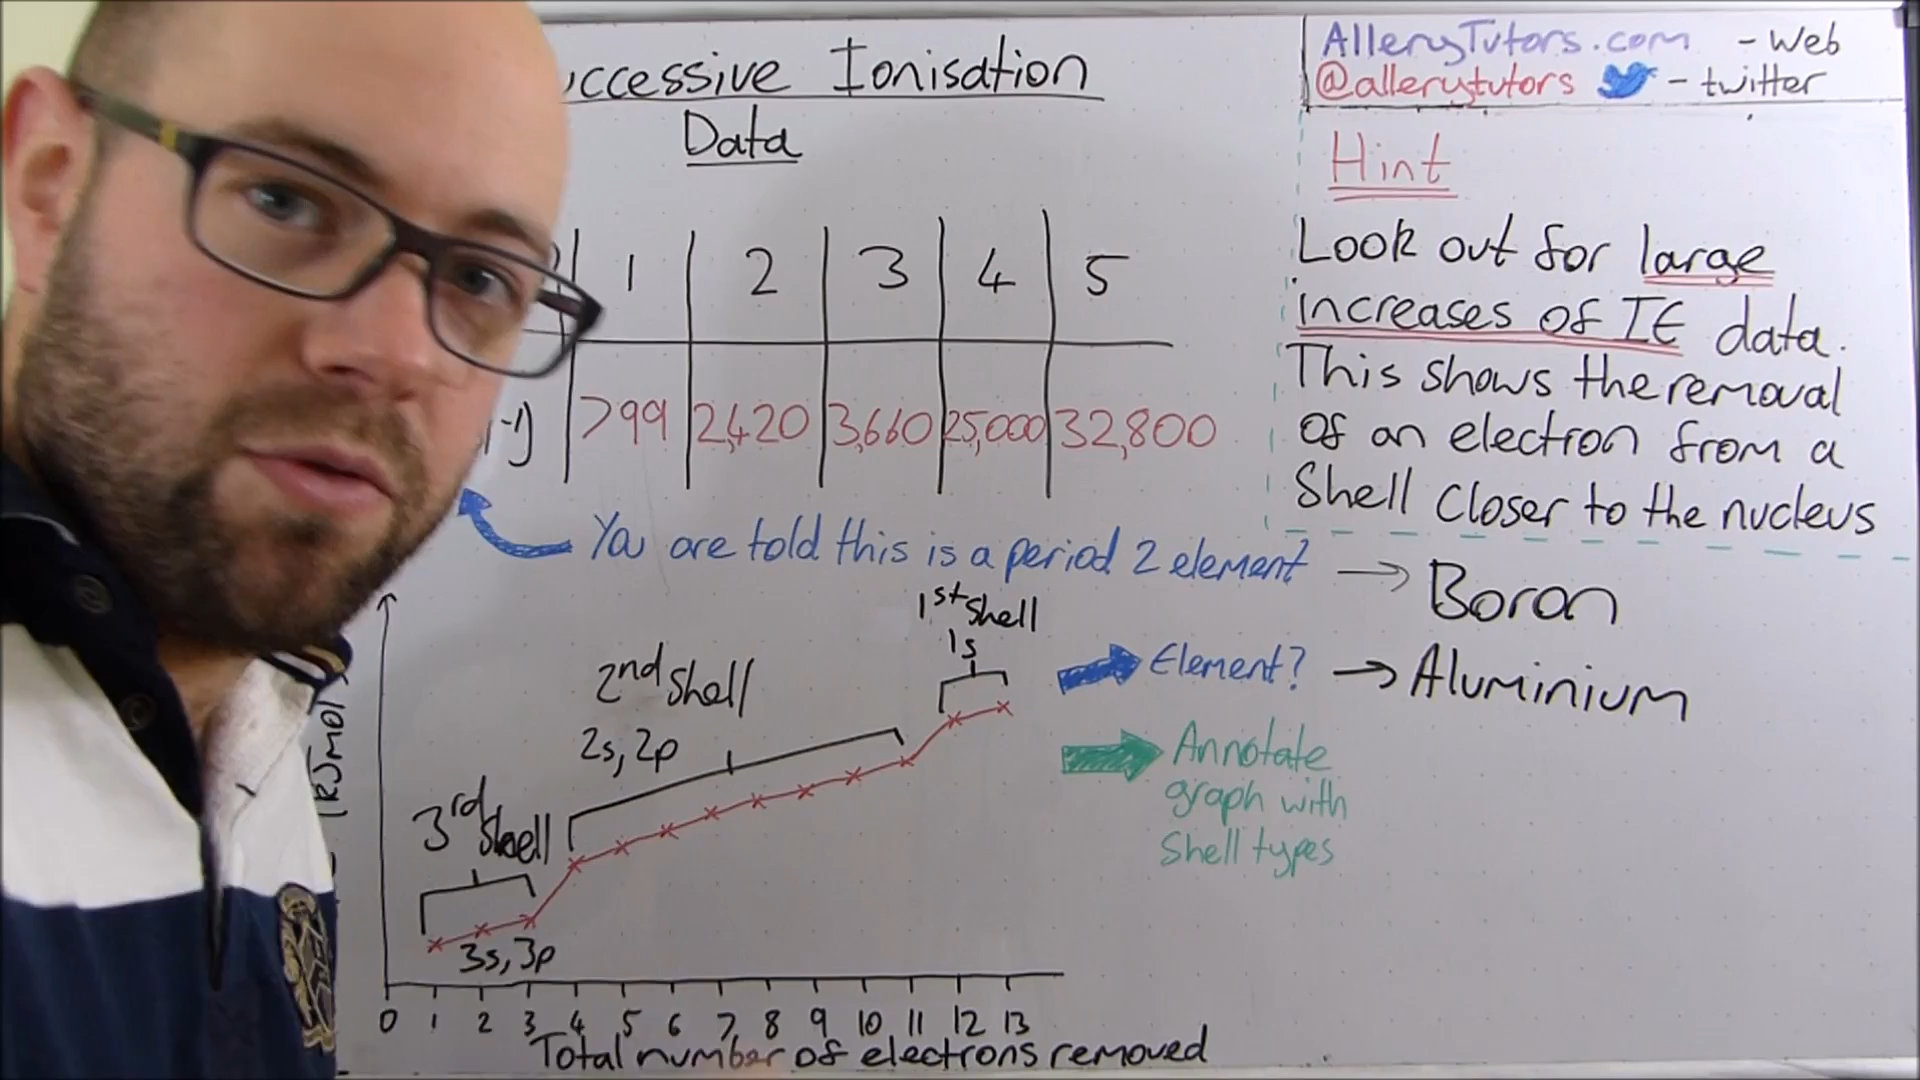 uccessive Ionisation
Data
AlleryTutors.com - Web
@allerytutors - twitter
Hint
Look out for large
increases of IE data.
This shows the removal
of an electron from a
Shell closer to the nucleus
1 2 3 4 5
-1) 799 2,420 3,660 25,000 32,800
You are told this is a period 2 element? → Boron
Element? → Aluminium
Annotate
graph with
Shell types
1st Shell
1s
2nd Shell
2s, 2p
3rd Shell
3s, 3p
(kJmol
0 1 2 3 4 5 6 7 8 9 10 11 12 13
Total number of electrons removed